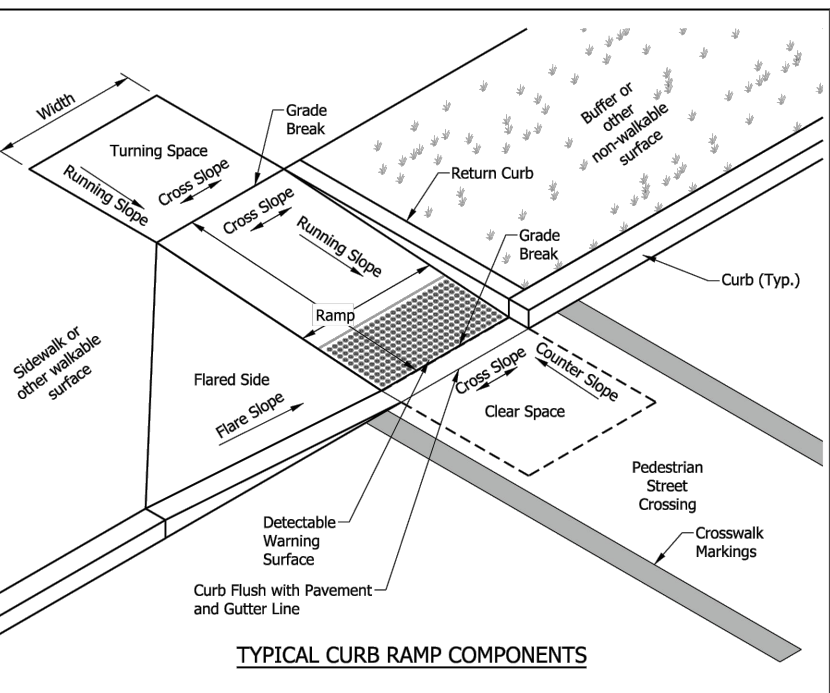 Width
Turning Space
Running Slope
Cross Slope
Grade
Break
Cross Slope
Running Slope
Return Curb
Buffer or
other
non-walkable
surface
Grade
Break
Curb (Typ.)
Ramp
Sidewalk or
other walkable
surface
Flared Side
Flare Slope
Cross Slope
Counter Slope
Clear Space
Pedestrian
Street
Crossing
Crosswalk
Markings
Detectable
Warning
Surface
Curb Flush with Pavement
and Gutter Line
TYPICAL CURB RAMP COMPONENTS